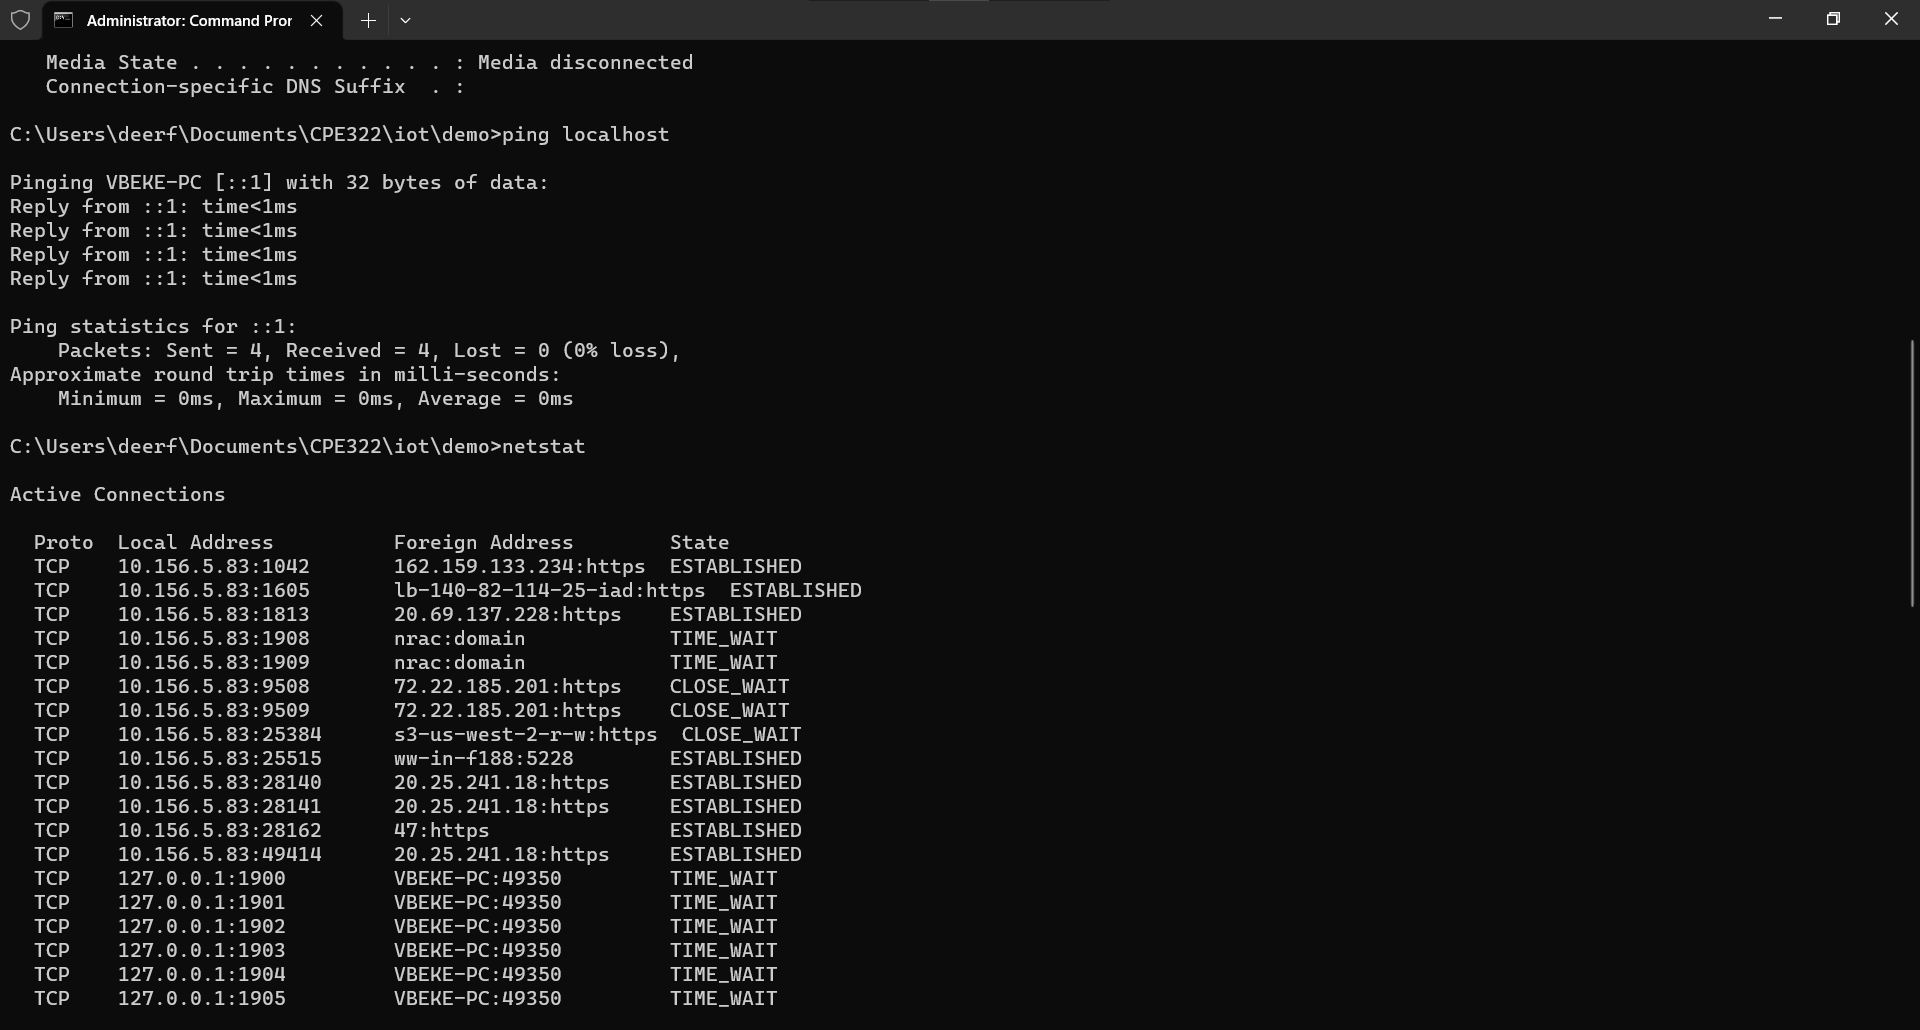 Administrator: Command Pror
Media State . . . . . . . . . . . : Media disconnected
Connection-specific DNS Suffix  . :
C:\Users\deerf\Documents\CPE322\iot\demo>ping localhost
Pinging VBEKE-PC [::1] with 32 bytes of data:
Reply from ::1: time<1ms
Reply from ::1: time<1ms
Reply from ::1: time<1ms
Reply from ::1: time<1ms
Ping statistics for ::1:
Packets: Sent = 4, Received = 4, Lost = 0 (0% loss),
Approximate round trip times in milli-seconds:
Minimum = 0ms, Maximum = 0ms, Average = 0ms
C:\Users\deerf\Documents\CPE322\iot\demo>netstat
Active Connections
Proto  Local Address          Foreign Address        State
TCP    10.156.5.83:1042       162.159.133.234:https  ESTABLISHED
TCP    10.156.5.83:1605       lb-140-82-114-25-iad:https  ESTABLISHED
TCP    10.156.5.83:1813       20.69.137.228:https    ESTABLISHED
TCP    10.156.5.83:1908       nrac:domain            TIME_WAIT
TCP    10.156.5.83:1909       nrac:domain            TIME_WAIT
TCP    10.156.5.83:9508       72.22.185.201:https    CLOSE_WAIT
TCP    10.156.5.83:9509       72.22.185.201:https    CLOSE_WAIT
TCP    10.156.5.83:25384      s3-us-west-2-r-w:https  CLOSE_WAIT
TCP    10.156.5.83:25515      ww-in-f188:5228        ESTABLISHED
TCP    10.156.5.83:28140      20.25.241.18:https     ESTABLISHED
TCP    10.156.5.83:28141      20.25.241.18:https     ESTABLISHED
TCP    10.156.5.83:28162      47:https               ESTABLISHED
TCP    10.156.5.83:49414      20.25.241.18:https     ESTABLISHED
TCP    127.0.0.1:1900         VBEKE-PC:49350         TIME_WAIT
TCP    127.0.0.1:1901         VBEKE-PC:49350         TIME_WAIT
TCP    127.0.0.1:1902         VBEKE-PC:49350         TIME_WAIT
TCP    127.0.0.1:1903         VBEKE-PC:49350         TIME_WAIT
TCP    127.0.0.1:1904         VBEKE-PC:49350         TIME_WAIT
TCP    127.0.0.1:1905         VBEKE-PC:49350         TIME_WAIT